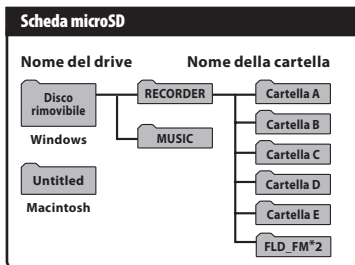 Scheda microSD
Nome del drive
Nome della cartella
Disco
rimovibile
Windows
RECORDER
MUSIC
Cartella A
Cartella B
Cartella C
Cartella D
Cartella E
FLD_FM*2
Untitled
Macintosh